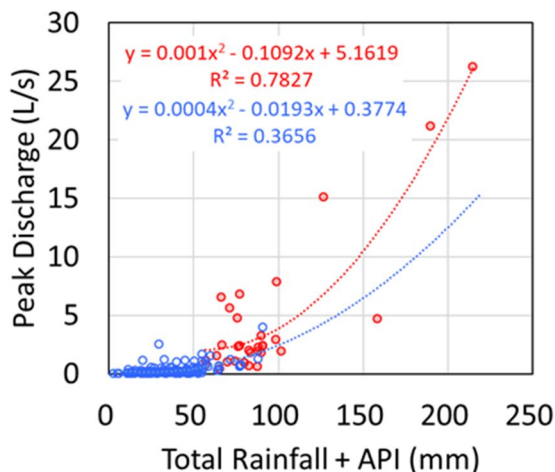 y = 0.001x² - 0.1092x + 5.1619
R² = 0.7827
y = 0.0004x² - 0.0193x + 0.3774
R² = 0.3656
Peak Discharge (L/s)
30
25
20
15
10
5
0
0 50 100 150 200 250
Total Rainfall + API (mm)